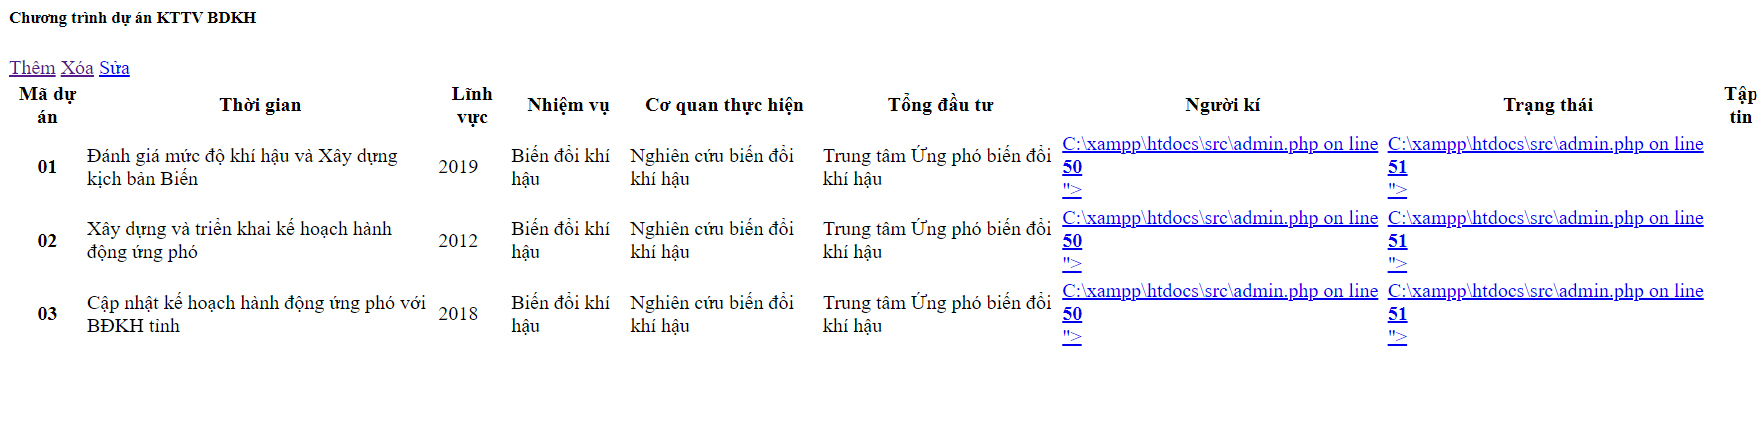 Chương trình dự án KTTV BDKH
Thêm Xóa Sửa
Mã dự án Thời gian Lĩnh vực Nhiệm vụ Cơ quan thực hiện Tổng đầu tư Người kí Trạng thái Tập tin
01 Đánh giá mức độ khí hậu và Xây dựng kịch bản Biến 2019 Biến đổi khí hậu Nghiên cứu biến đổi khí hậu Trung tâm Ứng phó biến đổi khí hậu C:\xampp\htdocs\src\admin.php on line 50 "> C:\xampp\htdocs\src\admin.php on line 51 ">
02 Xây dựng và triển khai kế hoạch hành động ứng phó 2012 Biến đổi khí hậu Nghiên cứu biến đổi khí hậu Trung tâm Ứng phó biến đổi khí hậu C:\xampp\htdocs\src\admin.php on line 50 "> C:\xampp\htdocs\src\admin.php on line 51 ">
03 Cập nhật kế hoạch hành động ứng phó với BĐKH tỉnh 2018 Biến đổi khí hậu Nghiên cứu biến đổi khí hậu Trung tâm Ứng phó biến đổi khí hậu C:\xampp\htdocs\src\admin.php on line 50 "> C:\xampp\htdocs\src\admin.php on line 51 ">